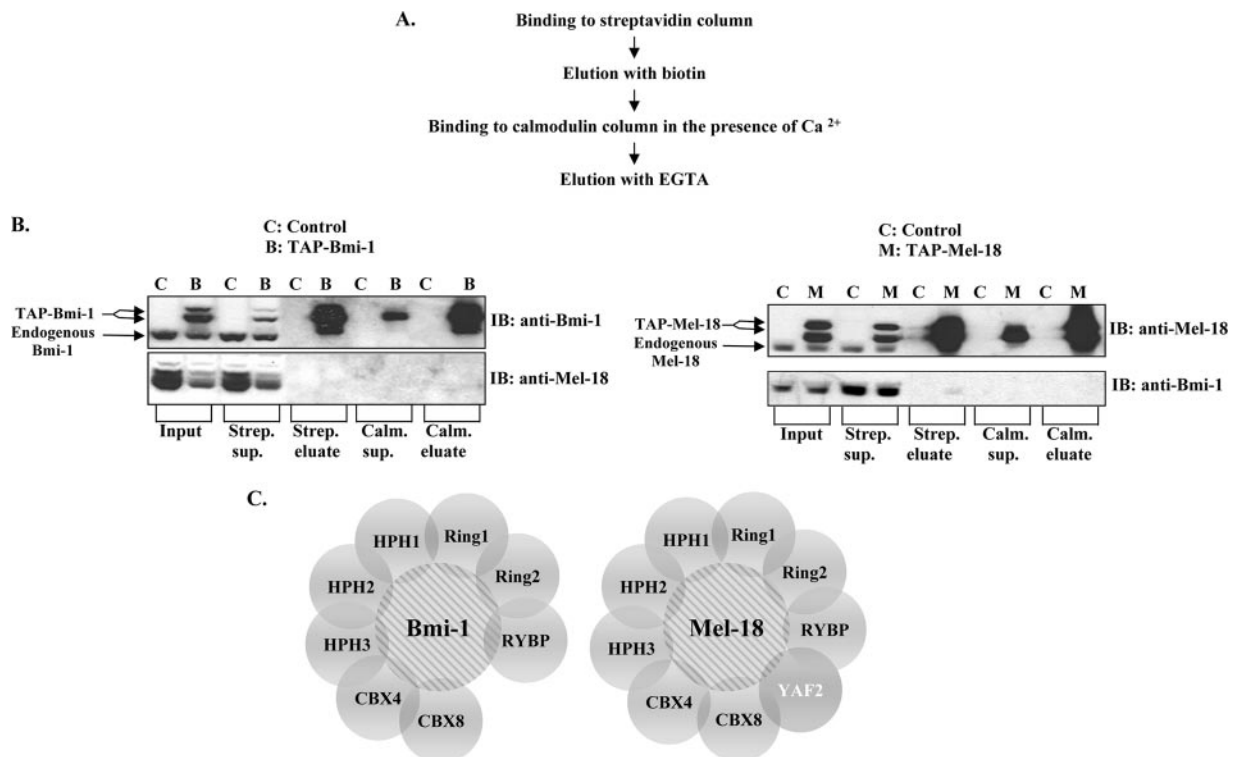 A.
Binding to streptavidin column
Elution with biotin
Binding to calmodulin column in the presence of Ca 2+
Elution with EGTA
B.
C: Control
B: TAP-Bmi-1
C B C B C B C B C B
TAP-Bmi-1
Endogenous
Bmi-1
IB: anti-Bmi-1
IB: anti-Mel-18
Input
Strep.
sup.
Strep.
eluate
Calm.
sup.
Calm.
eluate
C: Control
M: TAP-Mel-18
C M C M C M C M C M
TAP-Mel-18
Endogenous
Mel-18
IB: anti-Mel-18
IB: anti-Bmi-1
Input
Strep.
sup.
Strep.
eluate
Calm.
sup.
Calm.
eluate
C.
HPH1
Ring1
HPH2
Ring2
Bmi-1
HPH3
RYBP
CBX4
CBX8
HPH1
Ring1
HPH2
Ring2
Mel-18
RYBP
HPH3
YAF2
CBX4
CBX8